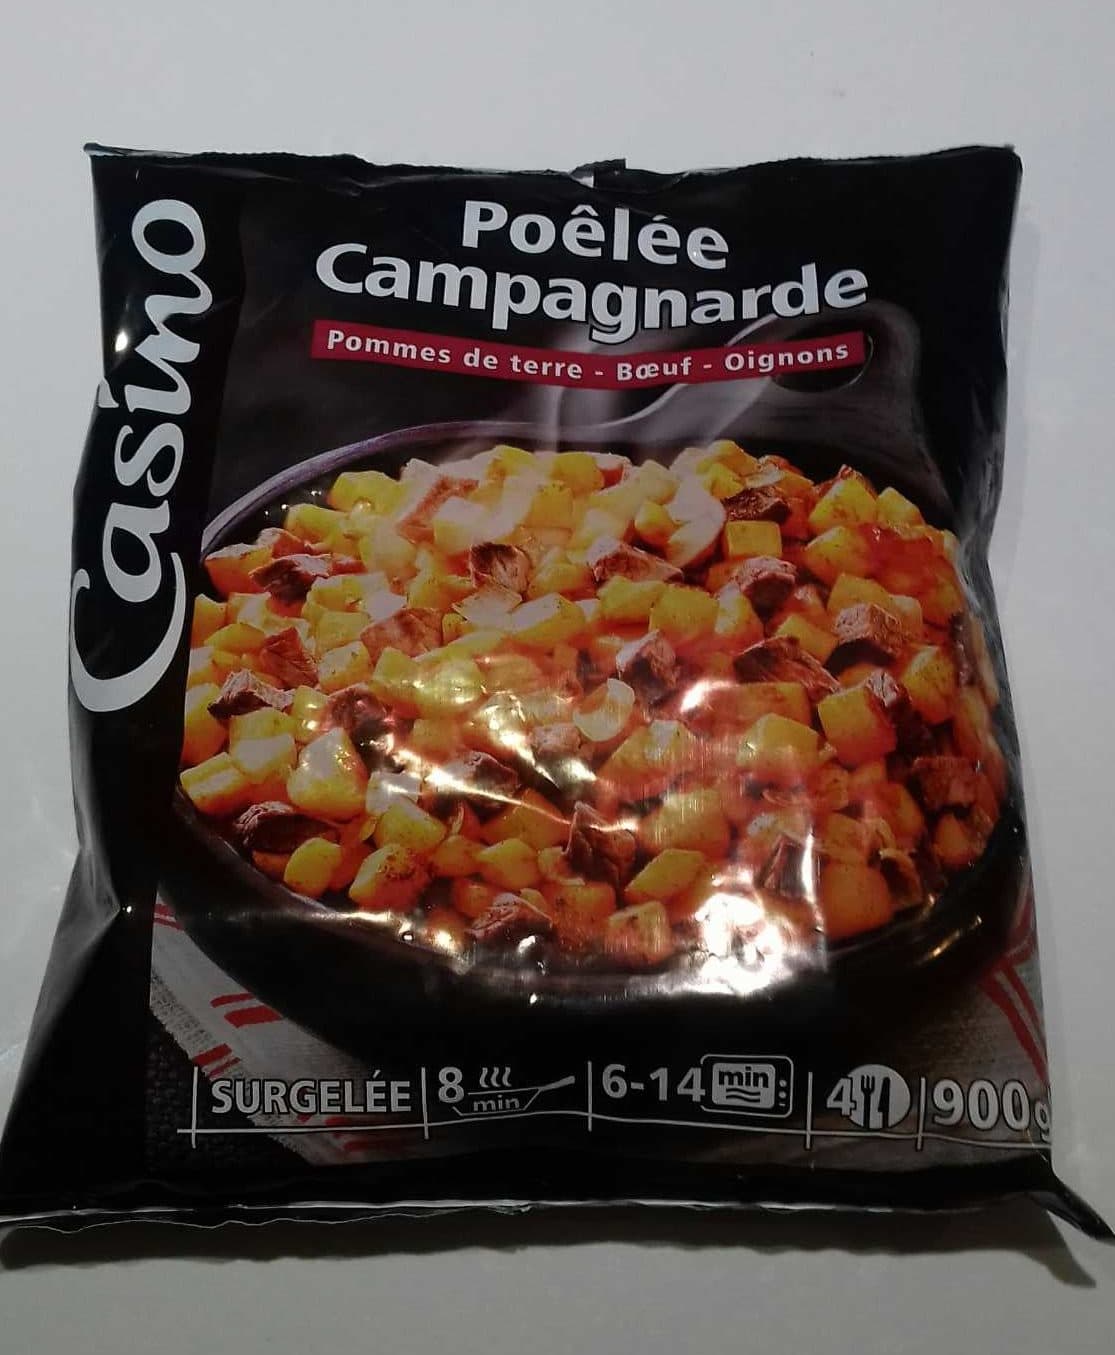 Casino
Poêlée
Campagnarde
Pommes de terre - Bœuf - Oignons
SURGELÉE
8 min
6-14 min
4
900g